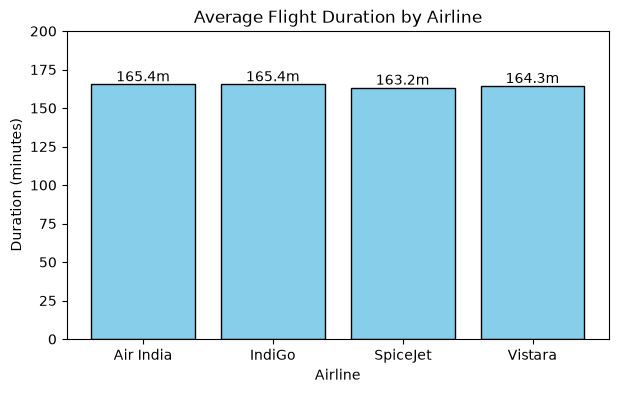 Average Flight Duration by Airline
200
175
150
125
100
75
50
25
0
Duration (minutes)
165.4m
165.4m
163.2m
164.3m
Air India
IndiGo
SpiceJet
Vistara
Airline